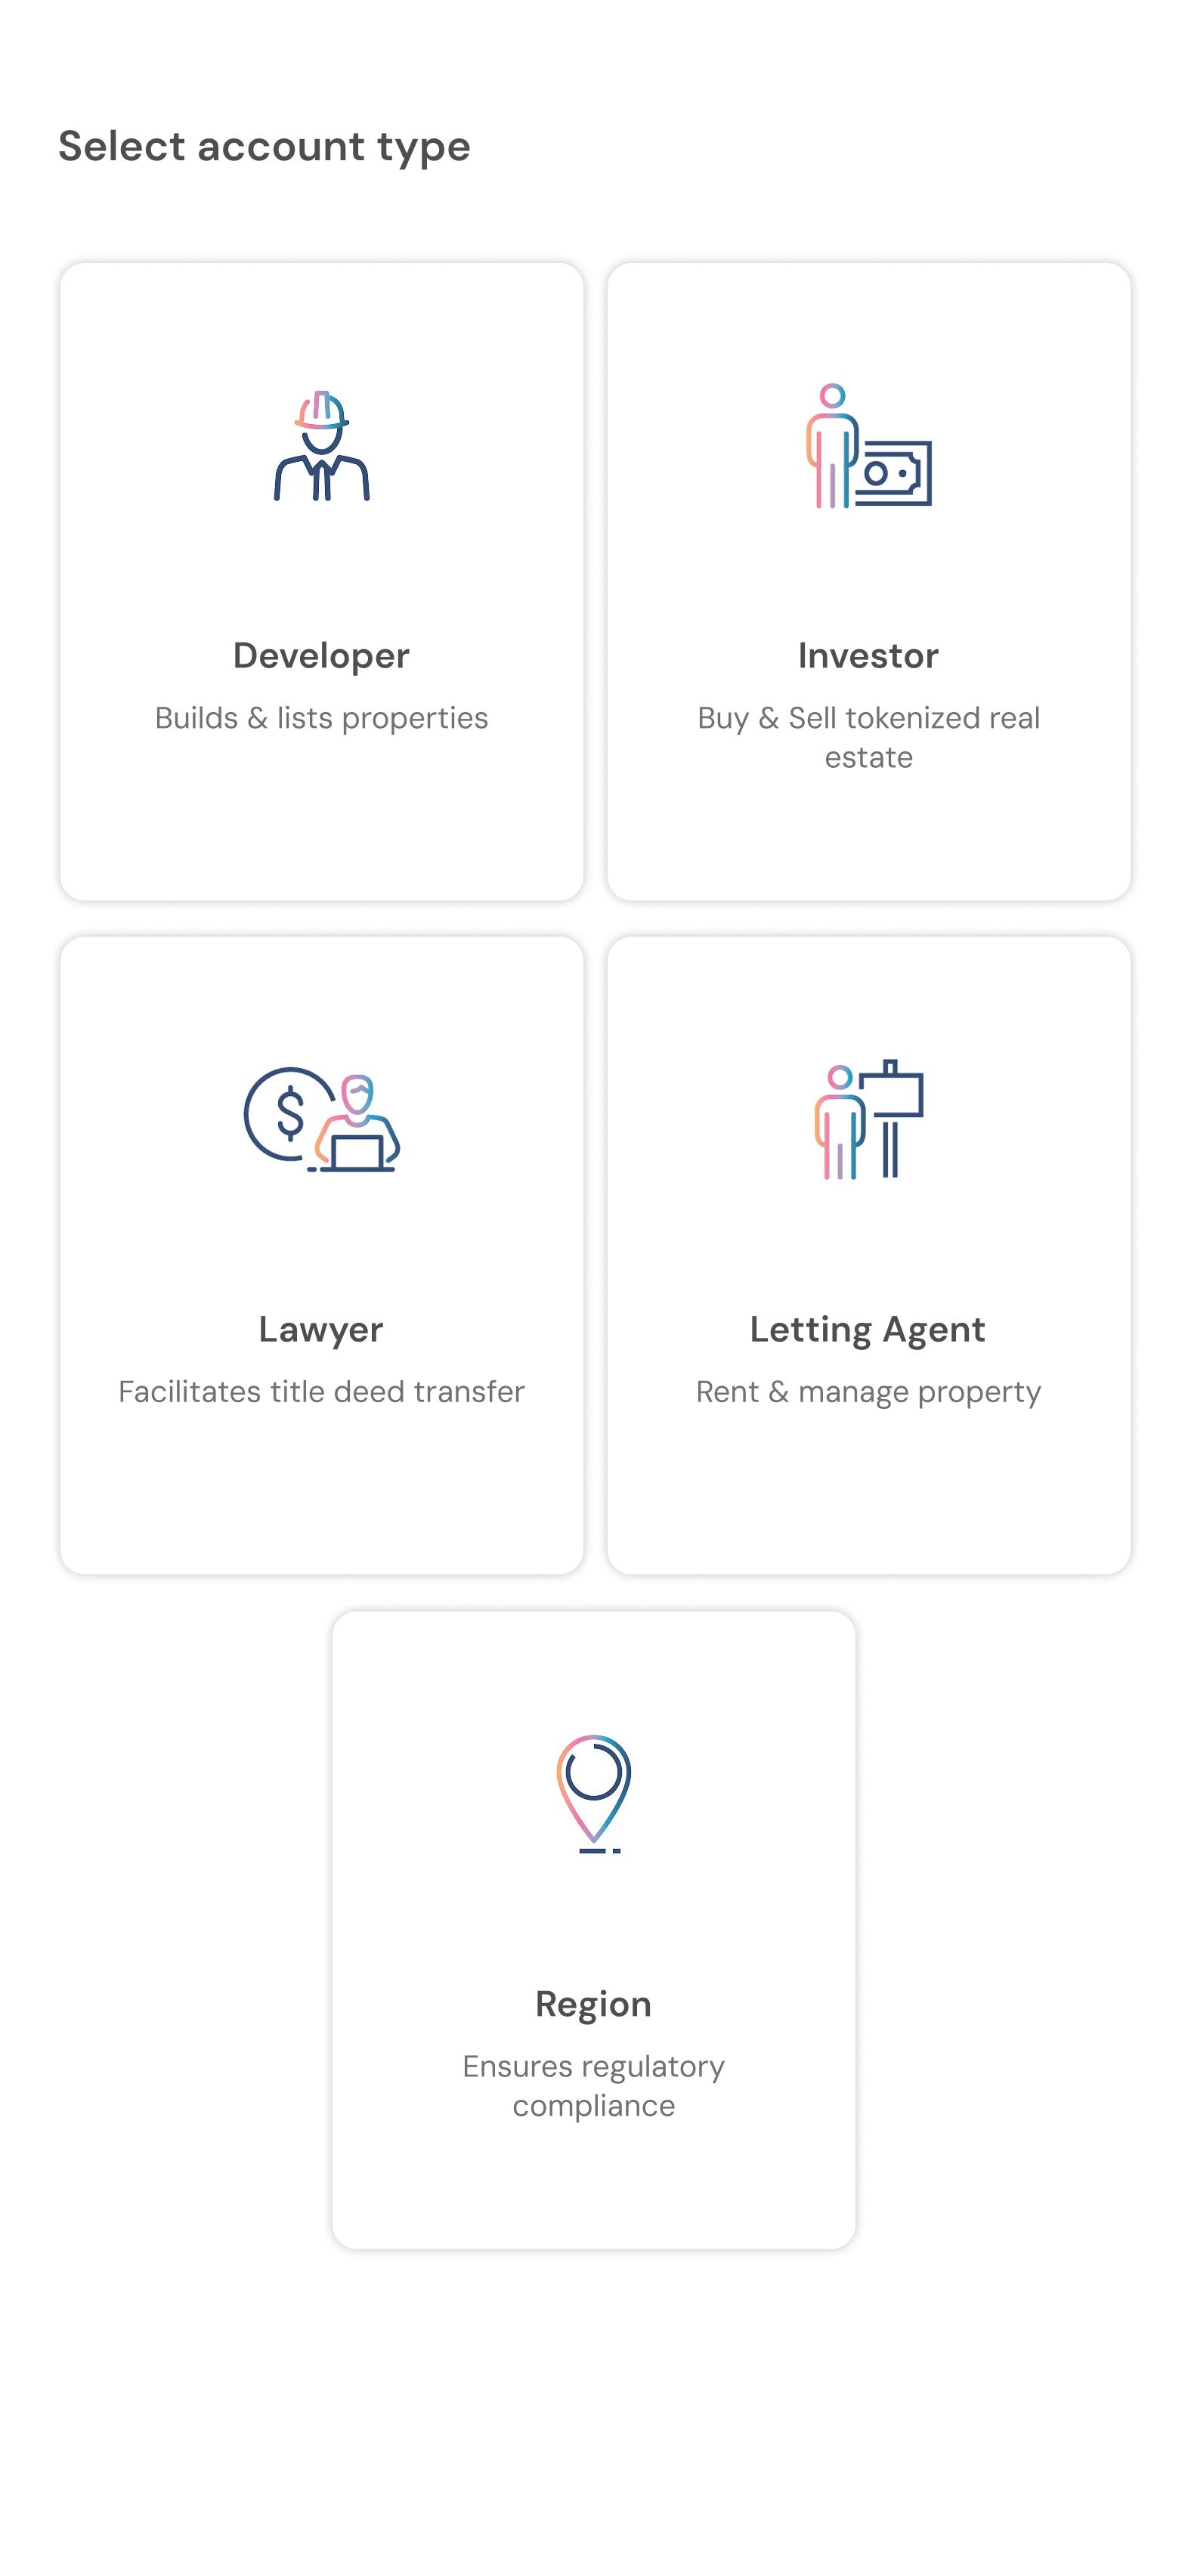 Select account type
Developer
Builds & lists properties
Investor
Buy & Sell tokenized real
estate
Lawyer
Facilitates title deed transfer
Letting Agent
Rent & manage property
Region
Ensures regulatory
compliance